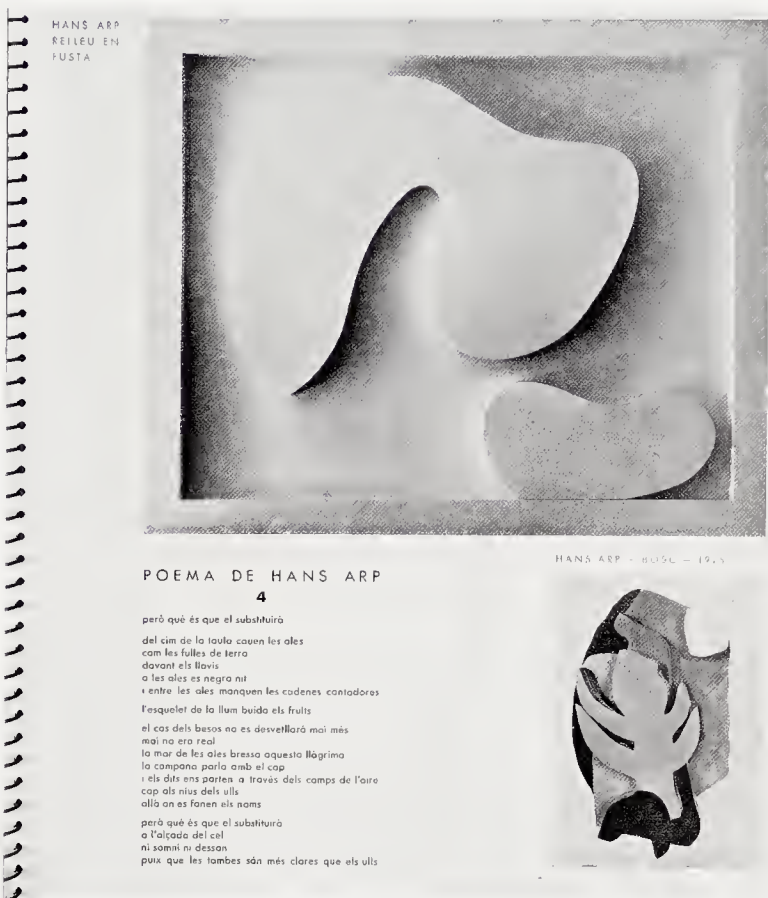 HANS ARP
RELLEU EN
FUSTA
HANS ARP - BOSC -
POEMA DE HANS ARP
4
però què és que el substituirà
del cim de la taula cauen les ales
com les fulles de terra
davant els llavis
a les ales es negra nit
i entre les ales manquen les cadenes cantadores
l'esquelet de la llum buida els fruits
el cos dels besos no es desvetllarà mai més
mai no era real
la mar de les ales bressa aquesta llàgrima
la campana parla amb el cap
i els dits ens porten a través dels camps de l'aire
cap als nius dels ulls
allà on es fonen els noms
però què és que el substituirà
a l'alçada del cel
ni somni ni desson
puix que les tombes són més clares que els ulls